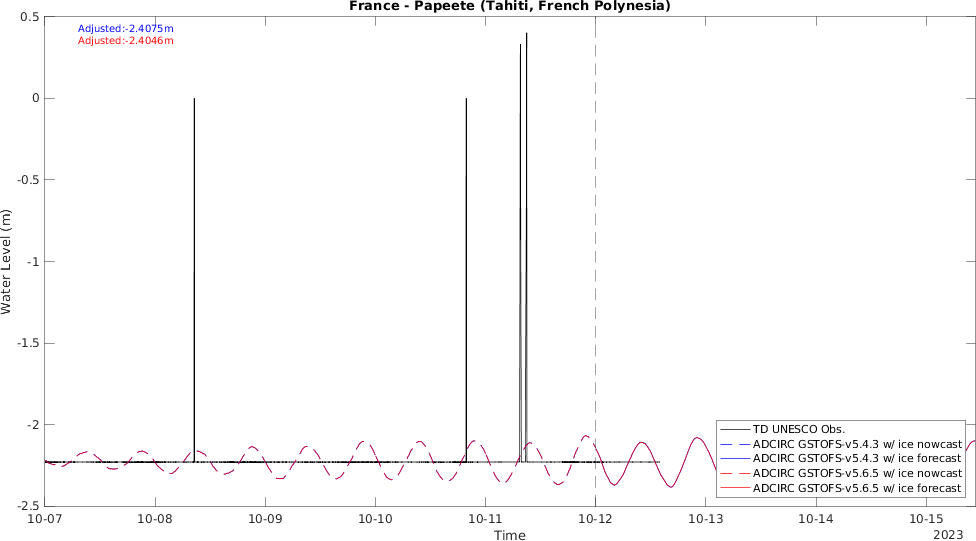 France - Papeete (Tahiti, French Polynesia)
Adjusted:-2.4075m
Adjusted:-2.4046m
0.5
0
-0.5
-1
-1.5
-2
-2.5
Water Level (m)
TD UNESCO Obs.
ADCIRC GSTOFS-v5.4.3 w/ ice nowcast
ADCIRC GSTOFS-v5.4.3 w/ ice forecast
ADCIRC GSTOFS-v5.6.5 w/ ice nowcast
ADCIRC GSTOFS-v5.6.5 w/ ice forecast
10-07 10-08 10-09 10-10 10-11 10-12 10-13 10-14 10-15
Time
2023